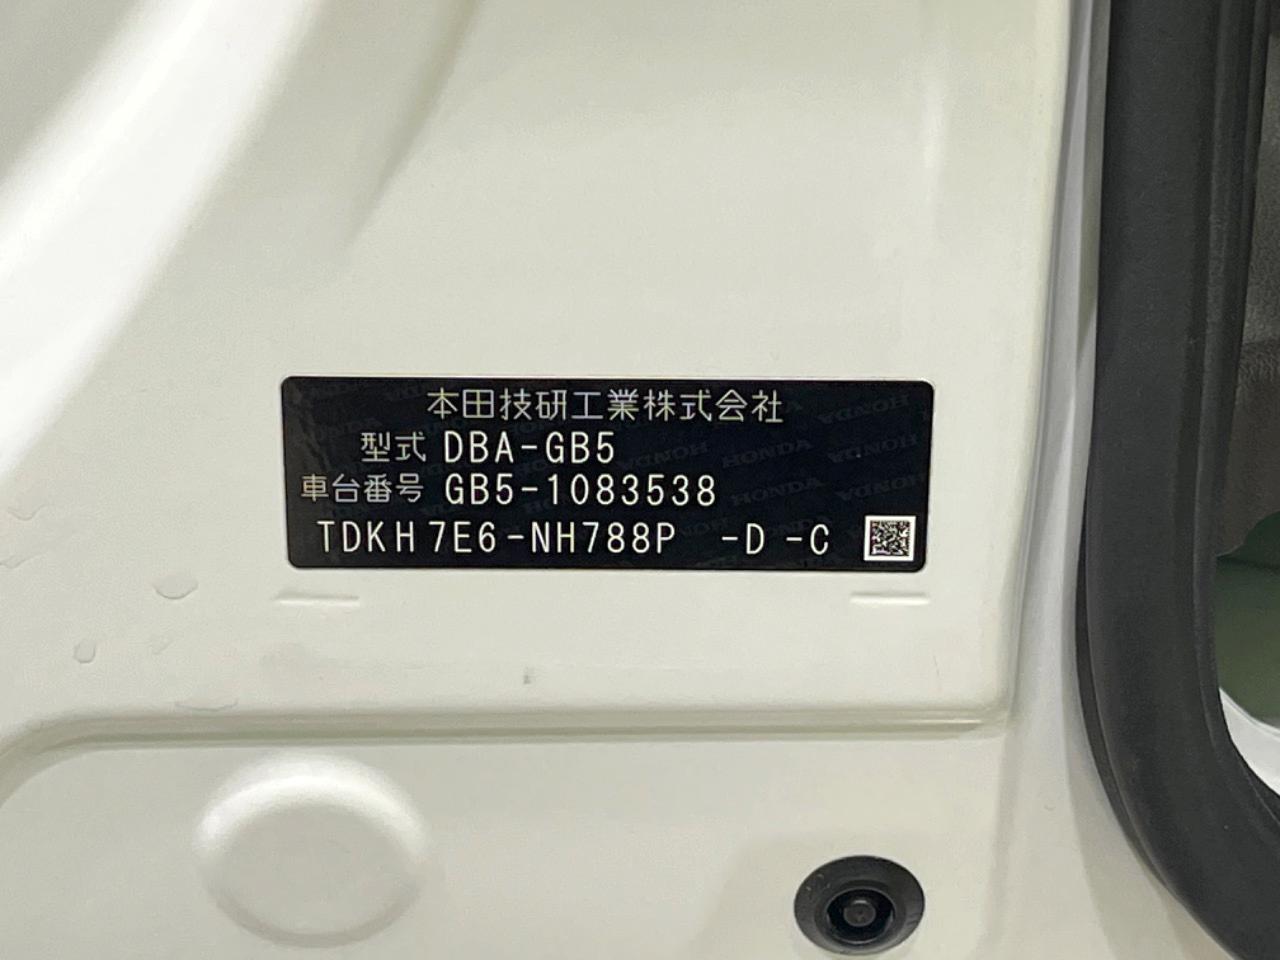 本田技研工業株式会社
型式 DBA-GB5
車台番号 GB5-1083538
TDKH7E6-NH788P -D -C